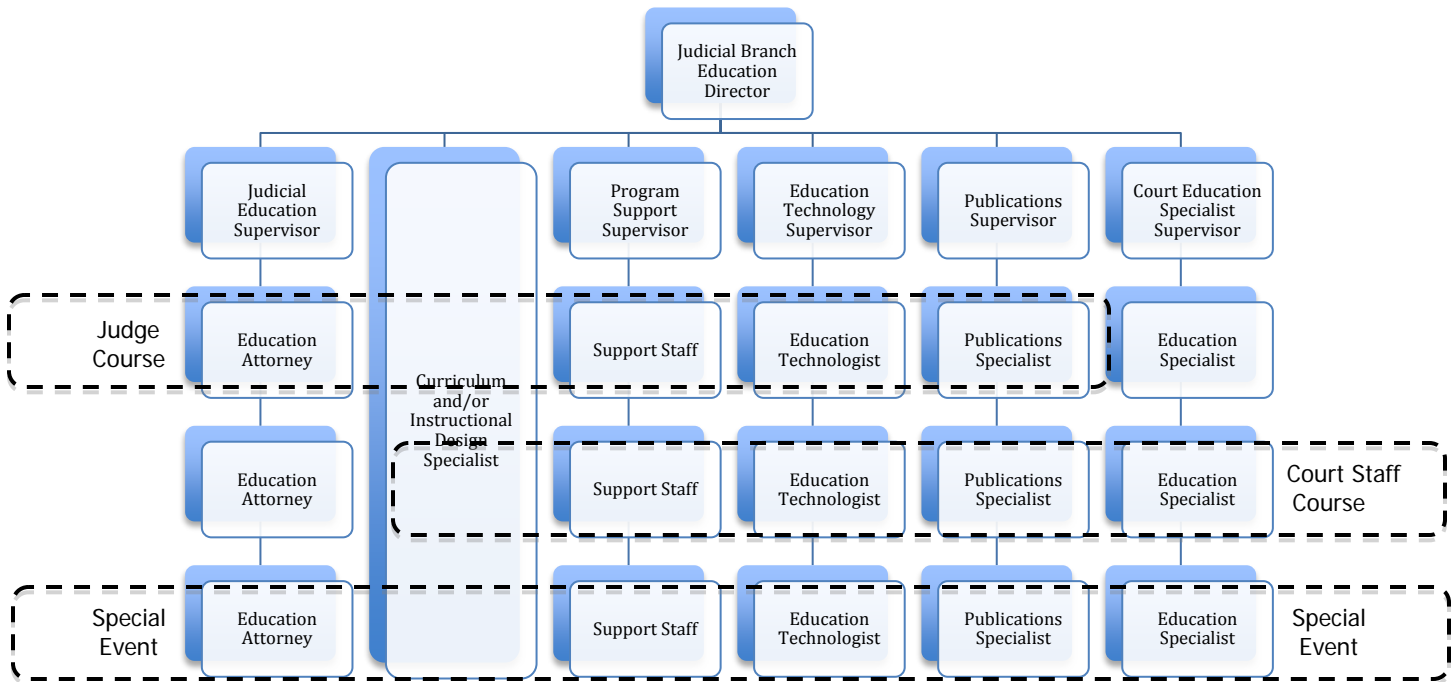 Judicial Branch
Education
Director
Judicial
Education
Supervisor
Program
Support
Supervisor
Education
Technology
Supervisor
Publications
Supervisor
Court Education
Specialist
Supervisor
Judge
Course
Education
Attorney
Curriculum
and/or
Instructional
Design
Specialist
Support Staff
Education
Technologist
Publications
Specialist
Education
Specialist
Education
Attorney
Support Staff
Education
Technologist
Publications
Specialist
Education
Specialist
Court Staff
Course
Special
Event
Education
Attorney
Support Staff
Education
Technologist
Publications
Specialist
Education
Specialist
Special
Event